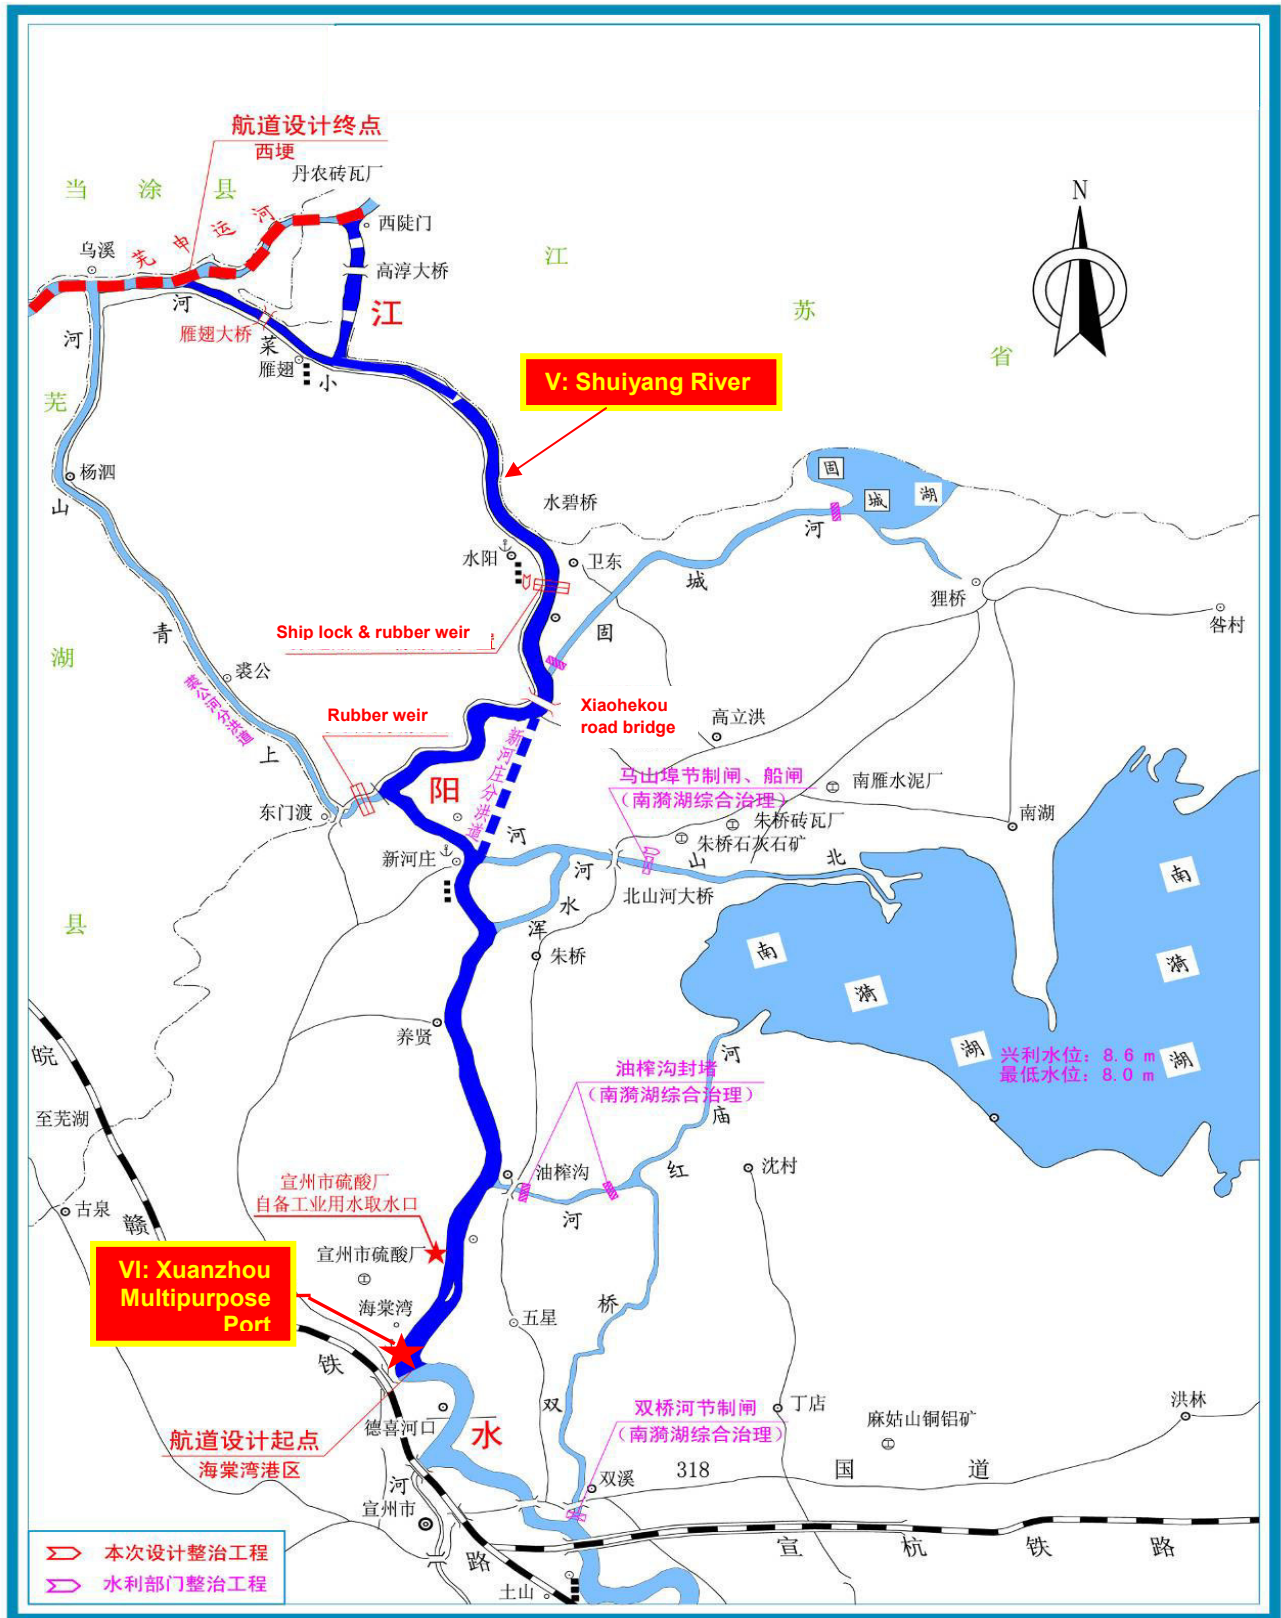 航道设计终点
西埂
丹农砖瓦厂
当涂县
芜申运河
西陡门
N
乌溪
高淳大桥
江
江苏省
河
河
雁翅大桥
菜
雁翅
小
V: Shuiyang River
芜
杨泗
山
固
城
湖
水碧桥
河
水阳
卫东
城
狸桥
昝村
青
固
Ship lock & rubber weir
湖
裘公
裘公河分洪道
Xiaohekou
road bridge
Rubber weir
高立洪
上
新河庄分洪道
马山埠节制闸、船闸
(南漪湖综合治理)
南雁水泥厂
阳
东门渡
朱桥砖瓦厂
南湖
河
朱桥石灰石矿
新河庄
河
山
北
北山河大桥
南
水
县
浑
南
朱桥
漪
漪
养贤
湖
兴利水位：8.6 m
最低水位：8.0 m
湖
皖
河
油榨沟封堵
(南漪湖综合治理)
至芜湖
庙
宣州市硫酸厂
自备工业用水取水口
油榨沟
红
沈村
古泉
赣
河
宣州市硫酸厂
VI: Xuanzhou
Multipurpose
Port
海棠湾
桥
五星
铁
双
双桥河节制闸
(南漪湖综合治理)
丁店
麻姑山铜铝矿
洪林
德喜河口
水
航道设计起点
海棠湾港区
河
双溪
318 国道
宣州市
本次设计整治工程
路
宣杭铁路
水利部门整治工程
土山